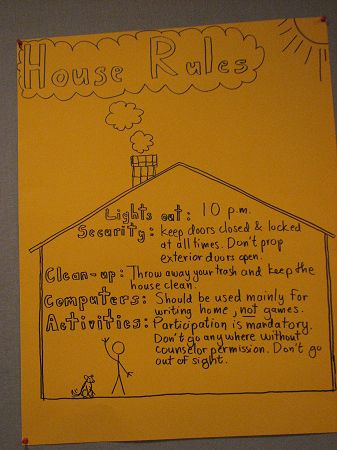 House Rules
Lights out: 10 p.m.
Security: keep doors closed & locked
at all times. Don't prop
exterior doors open.
Clean-up: Throw away your trash and keep the
house clean.
Computers: Should be used mainly for
writing home, not games.
Activities: Participation is mandatory.
Don't go anywhere without
counselor permission. Don't go
out of sight.